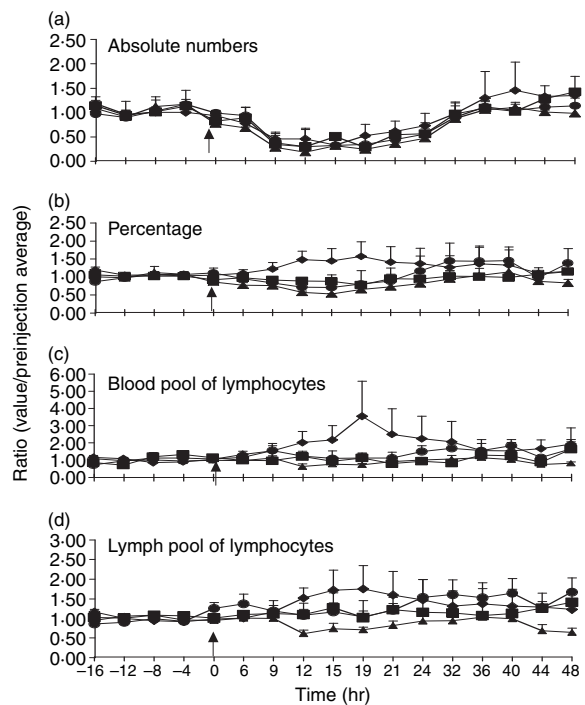 (a)
Absolute numbers
2·50
2·00
1·50
1·00
0·50
0·00
(b)
Percentage
2·50
2·00
1·50
1·00
0·50
0·00
(c)
Blood pool of lymphocytes
6·00
5·00
4·00
3·00
2·00
1·00
0·00
(d)
Lymph pool of lymphocytes
3·00
2·50
2·00
1·50
1·00
0·50
0·00
–16 –12 –8 –4 0 6 9 12 15 19 21 24 32 36 40 44 48
Time (hr)
Ratio (value/preinjection average)